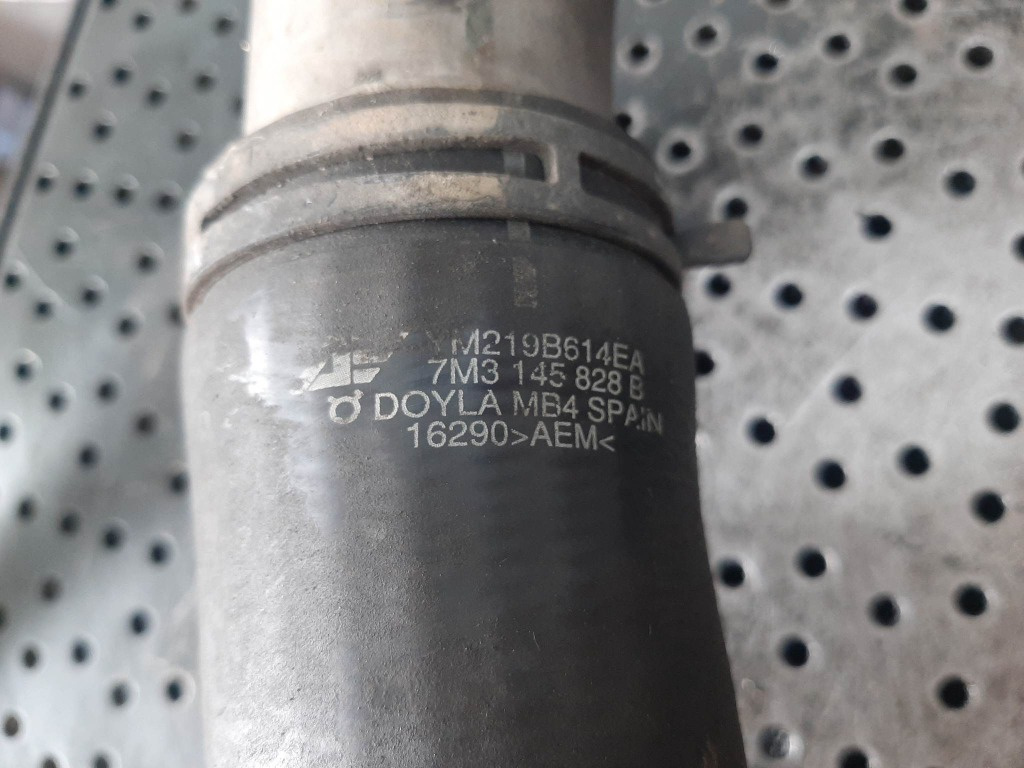 YM219B614EA
7M3 145 828 B
DOYLA MB4 SPAIN
16290>AEM<